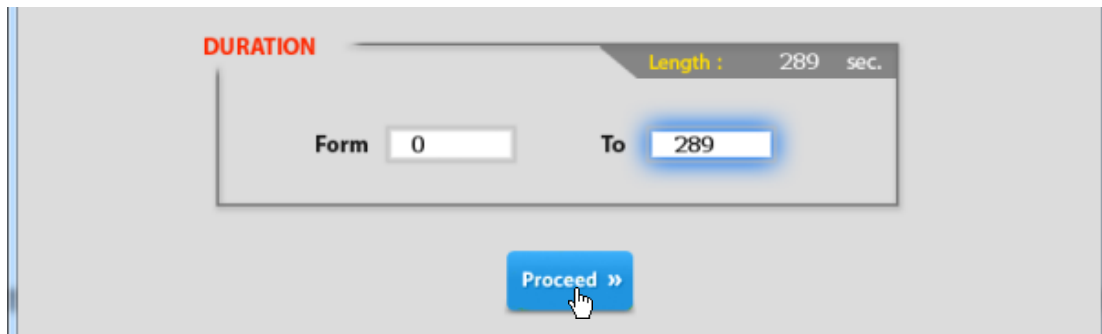 DURATION
Length : 289 sec.
Form 0 To 289
Proceed »